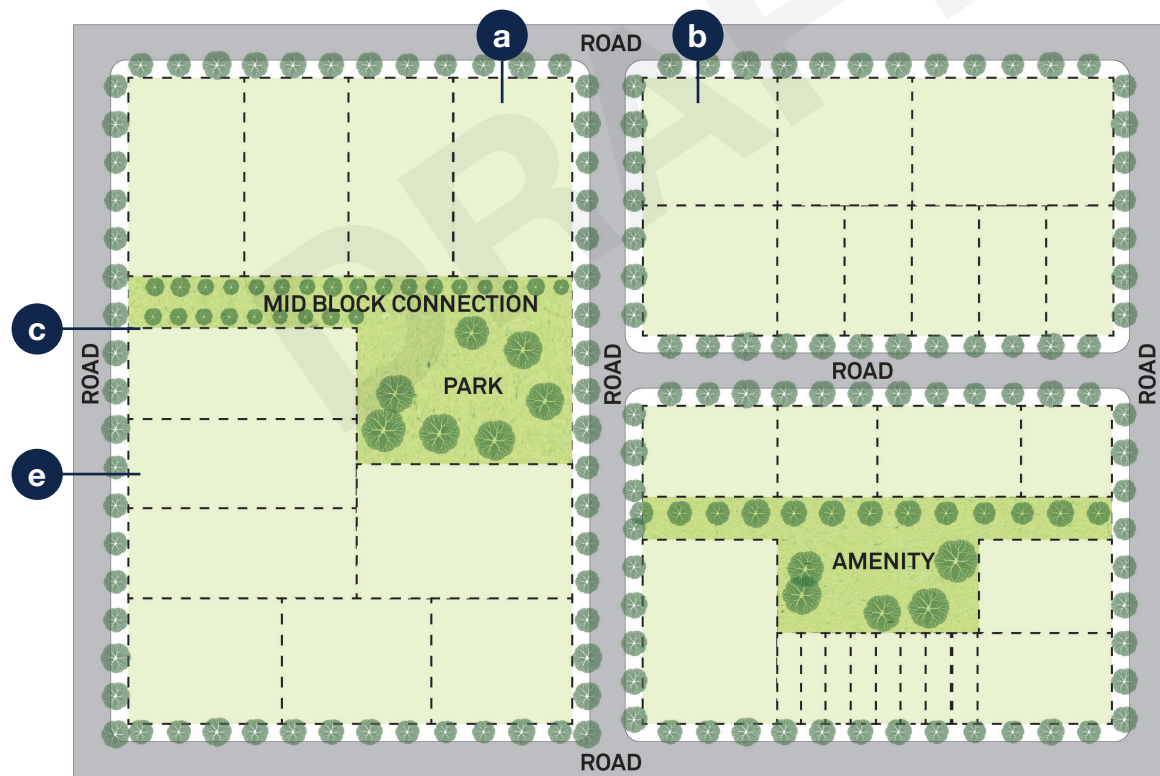 a
b
ROAD
MID BLOCK CONNECTION
c
ROAD
ROAD
ROAD
ROAD
PARK
e
AMENITY
ROAD
DRAFT